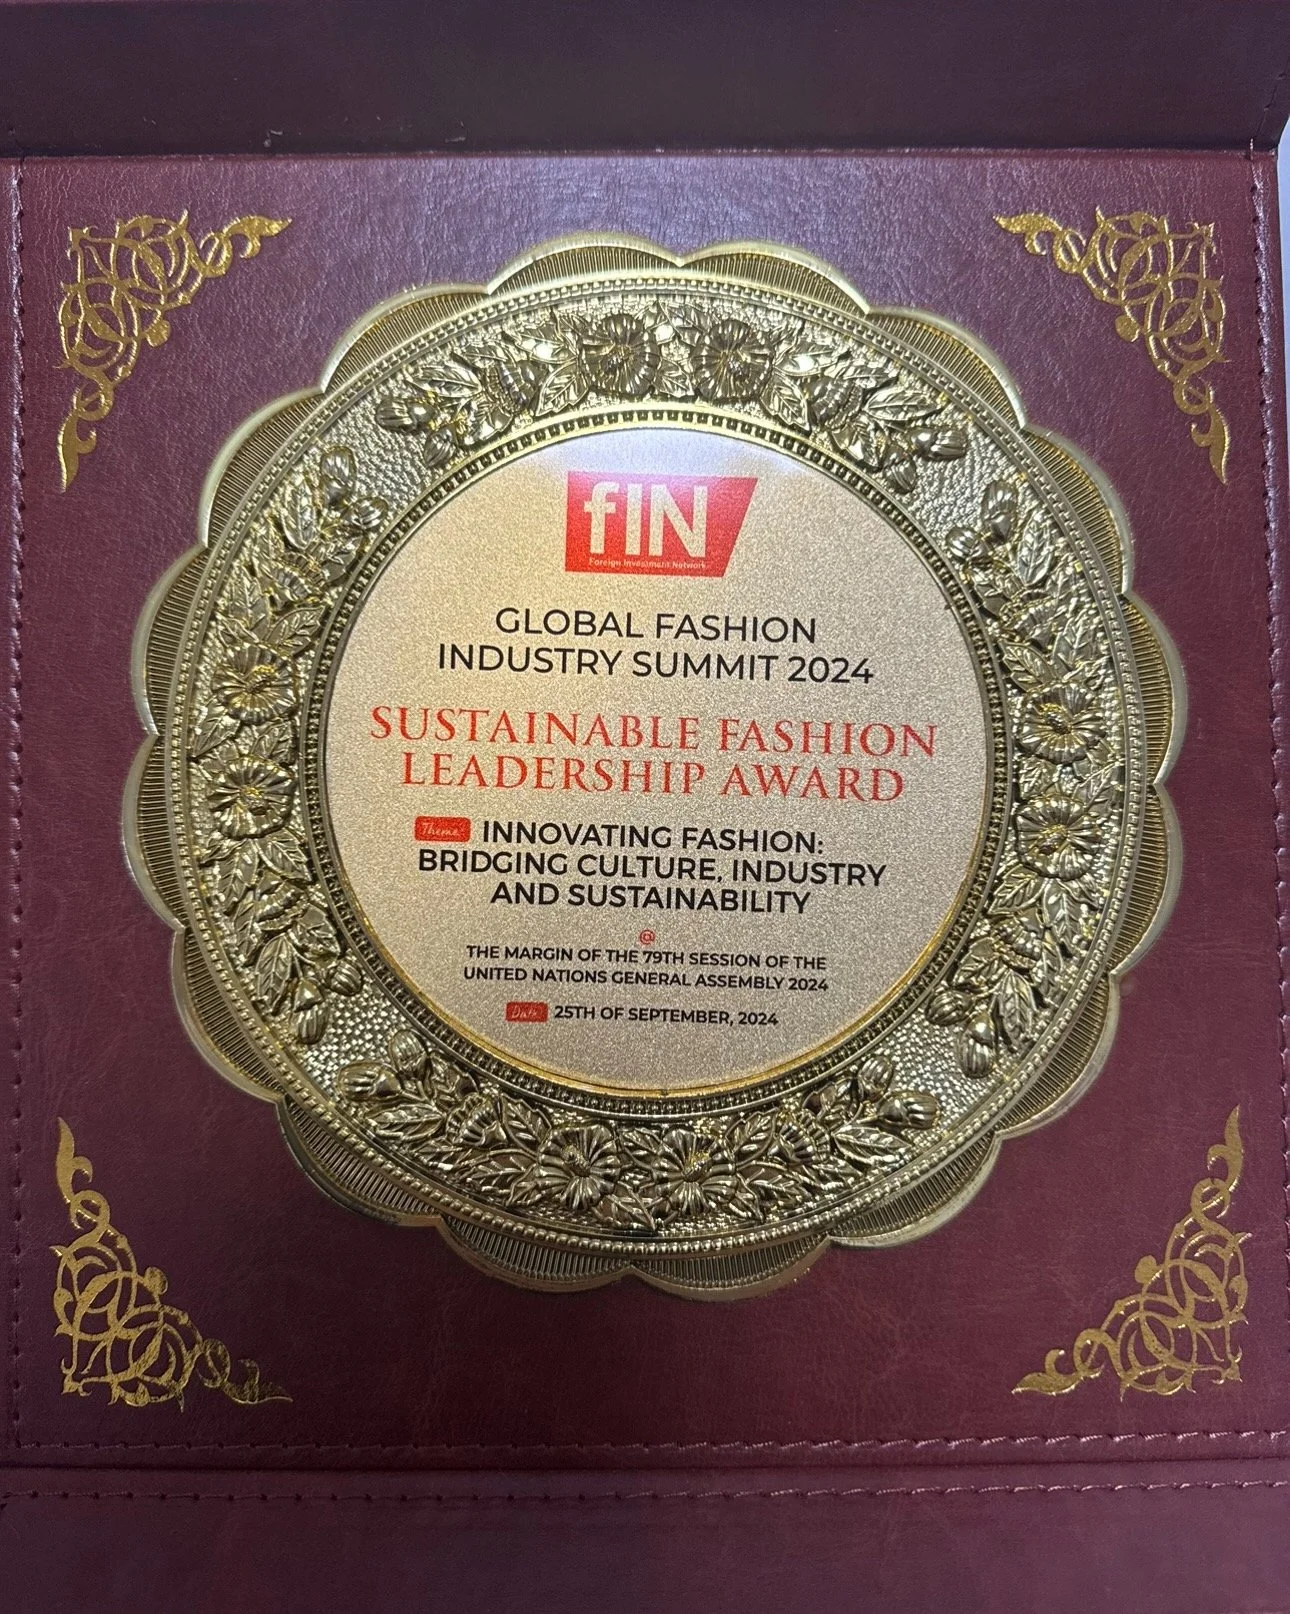 fIN
Foreign Investment Network
GLOBAL FASHION
INDUSTRY SUMMIT 2024
SUSTAINABLE FASHION
LEADERSHIP AWARD
Theme: INNOVATING FASHION:
BRIDGING CULTURE, INDUSTRY
AND SUSTAINABILITY
@
THE MARGIN OF THE 79TH SESSION OF THE
UNITED NATIONS GENERAL ASSEMBLY 2024
Date: 25TH OF SEPTEMBER, 2024